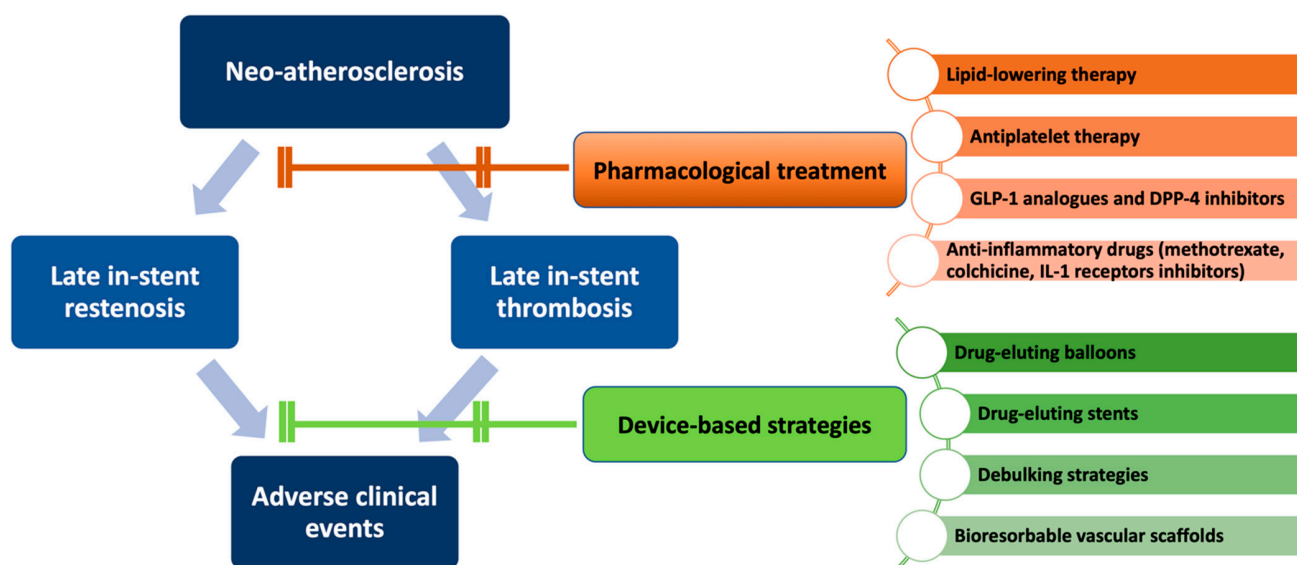 Neo-atherosclerosis
Pharmacological treatment
Late in-stent
restenosis
Late in-stent
thrombosis
Device-based strategies
Adverse clinical
events
Lipid-lowering therapy
Antiplatelet therapy
GLP-1 analogues and DPP-4 inhibitors
Anti-inflammatory drugs (methotrexate,
colchicine, IL-1 receptors inhibitors)
Drug-eluting balloons
Drug-eluting stents
Debulking strategies
Bioresorbable vascular scaffolds